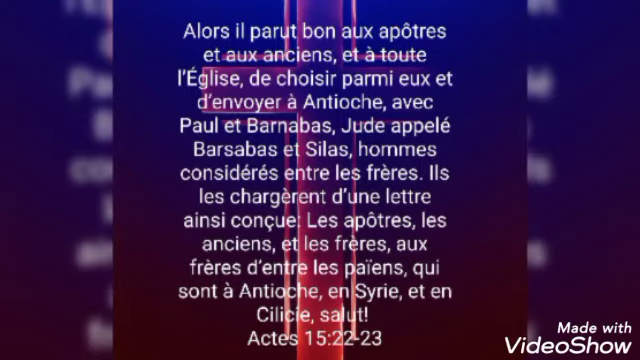 Alors il parut bon aux apôtres
et aux anciens, et à toute
l'Église, de choisir parmi eux et
d'envoyer à Antioche, avec
Paul et Barnabas, Jude appelé
Barsabas et Silas, hommes
considérés entre les frères. Ils
les chargèrent d'une lettre
ainsi conçue: Les apôtres, les
anciens, et les frères, aux
frères d'entre les païens, qui
sont à Antioche, en Syrie, et en
Cilicie, salut!
Actes 15:22-23
Made with
VideoShow